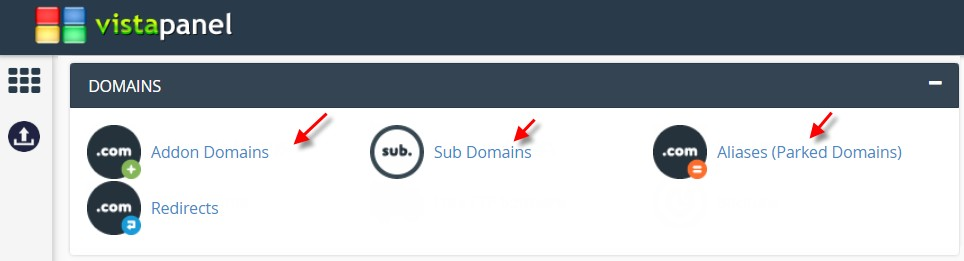 vistapanel
DOMAINS
.com Addon Domains
sub. Sub Domains
.com Aliases (Parked Domains)
.com Redirects